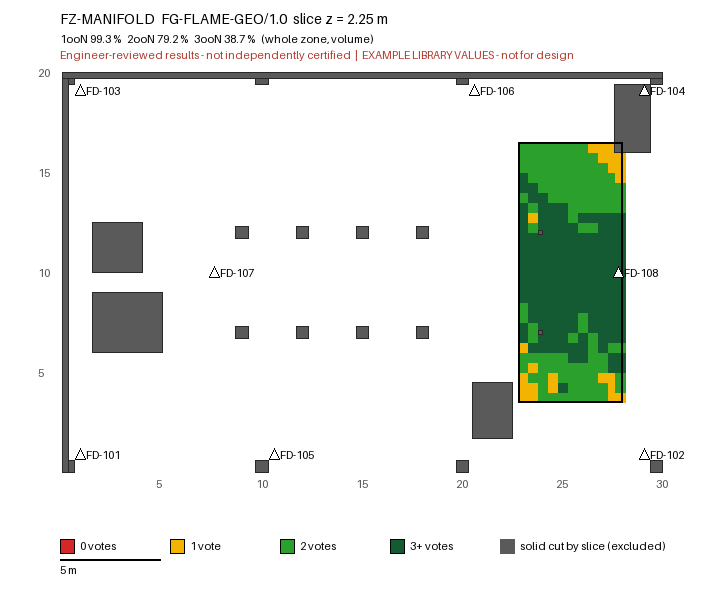 FZ-MANIFOLD FG-FLAME-GEO/1.0 slice z = 2.25 m
1ooN 99.3 % 2ooN 79.2 % 3ooN 38.7 % (whole zone, volume)
Engineer-reviewed results - not independently certified | EXAMPLE LIBRARY VALUES - not for design
20
FD-103
FD-106
FD-104
15
10
FD-107
FD-108
5
FD-101
FD-105
FD-102
5
10
15
20
25
30
0 votes
1 vote
2 votes
3+ votes
solid cut by slice (excluded)
5 m